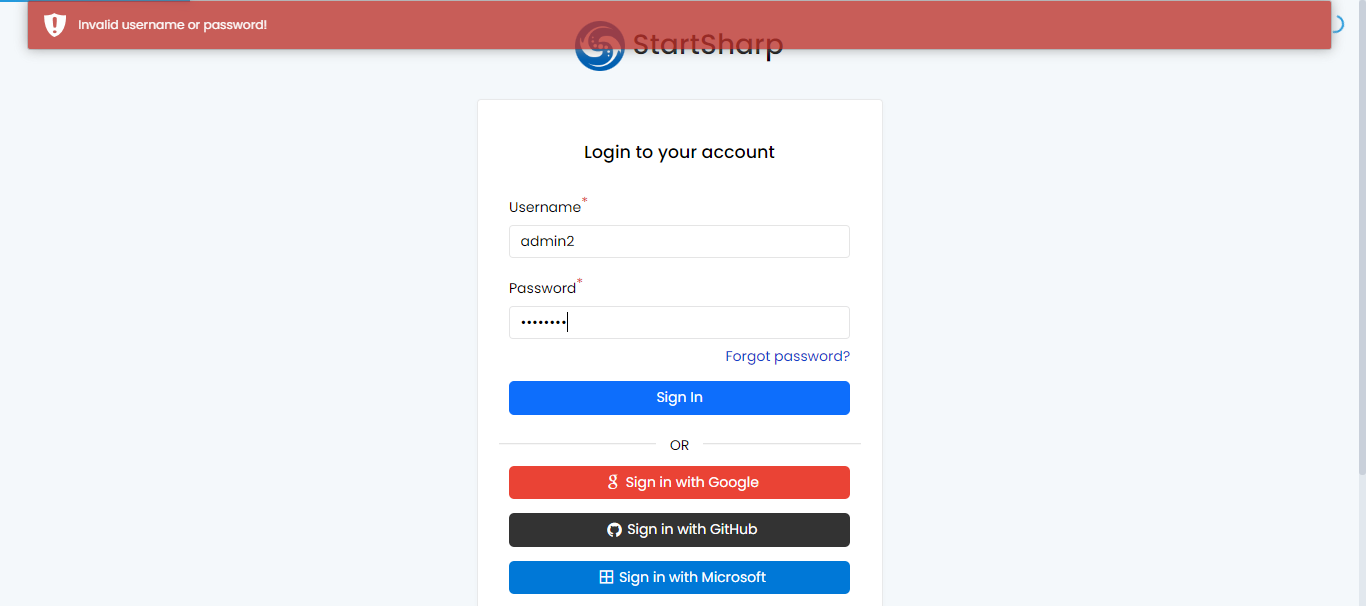 Invalid username or password!
StartSharp
Login to your account
Username*
admin2
Password*
••••••••
Forgot password?
Sign In
OR
Sign in with Google
Sign in with GitHub
Sign in with Microsoft